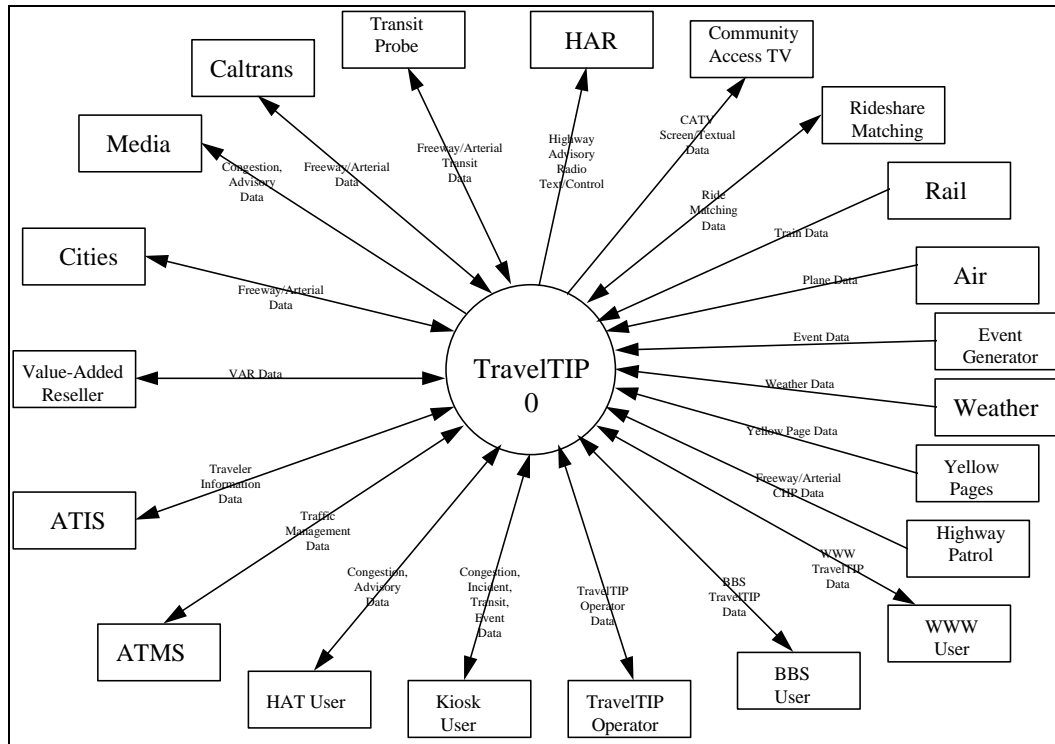 Transit
Probe
HAR
Community
Access TV
Caltrans
Rideshare
Matching
Media
Rail
Cities
Air
Event
Generator
Value-Added
Reseller
Weather
Yellow
Pages
ATIS
Highway
Patrol
ATMS
WWW
User
HAT User
Kiosk
User
TravelTIP
Operator
BBS
User
TravelTIP
0
Congestion,
Advisory
Data
Freeway/Arterial
Data
Freeway/Arterial
Transit
Data
Highway
Advisory
Radio
Text/Control
CATV
Screen/Textual
Data
Ride
Matching
Data
Train Data
Plane Data
Event Data
Weather Data
Yellow Page Data
Freeway/Arterial
CHP Data
WWW
TravelTIP
Data
BBS
TravelTIP
Data
TravelTIP
Operator
Data
Congestion,
Incident,
Transit,
Event
Data
Congestion,
Advisory
Data
Traffic
Management
Data
Traveler
Information
Data
VAR Data
Freeway/Arterial
Data